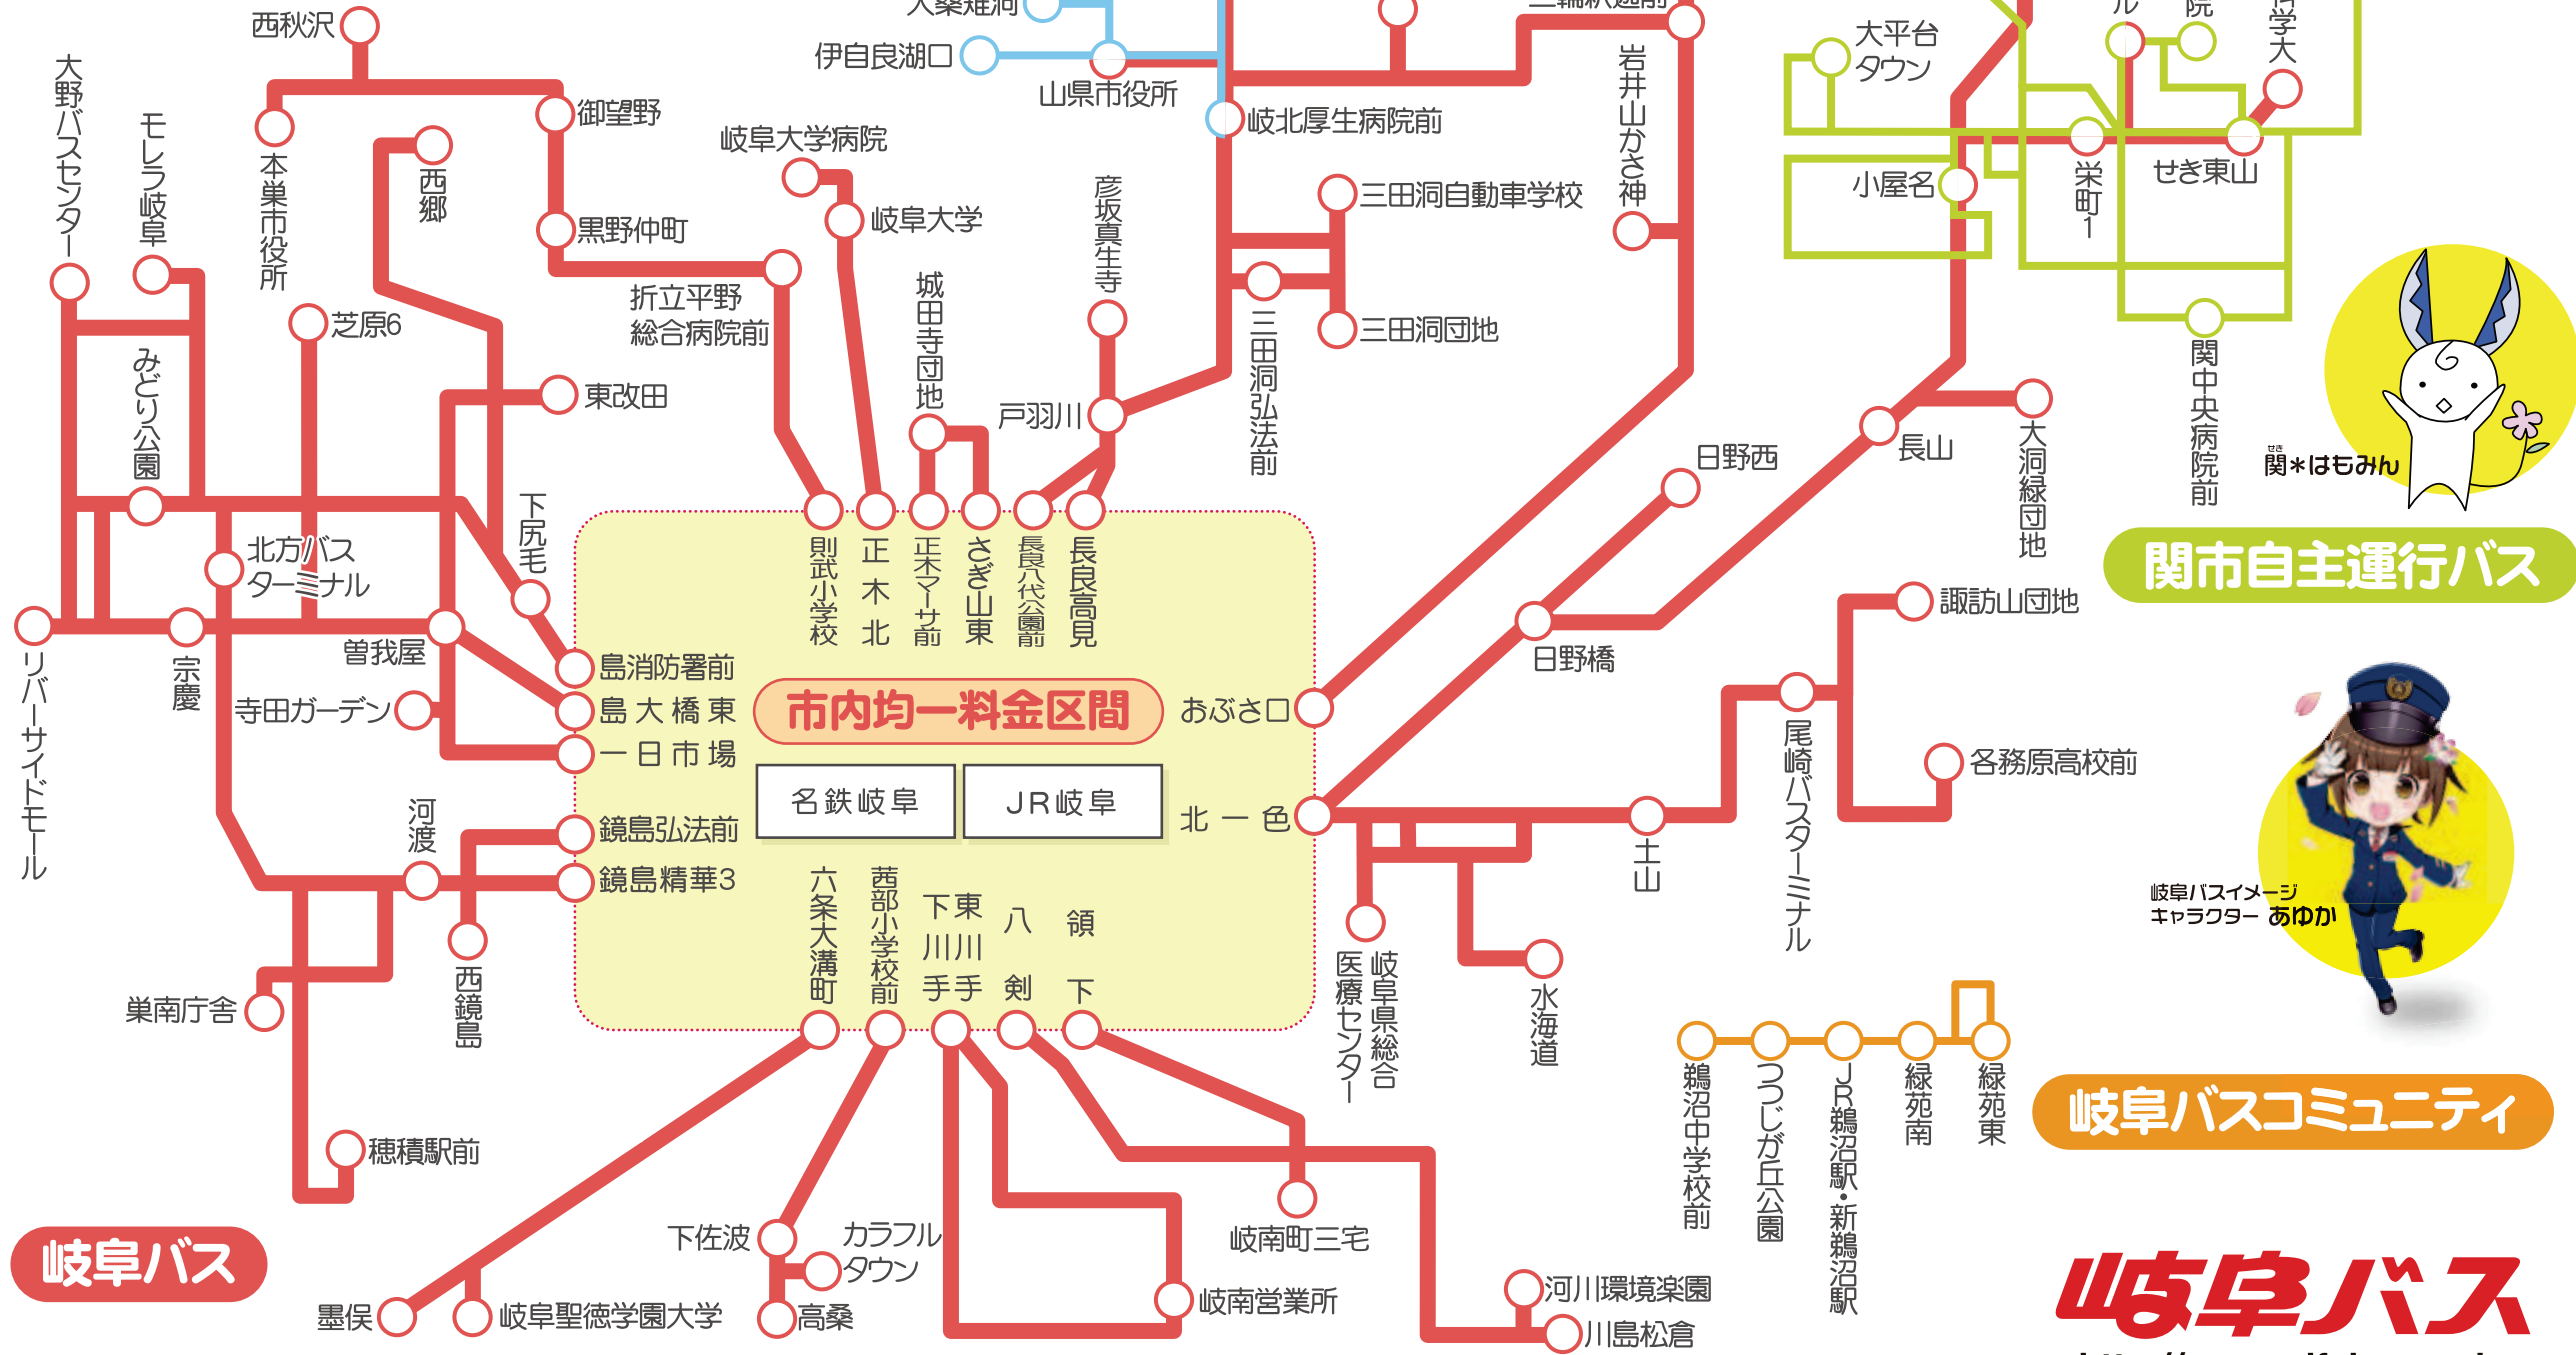 西秋沢
伊自良湖口
山県市役所
岐北厚生病院前
岩井山かさ神
大平台
タウン
院
学大
大野バスセンター
モレラ岐阜
本巣市役所
西郷
御望野
黒野仲町
岐阜大学病院
岐阜大学
彦坂真生寺
三田洞自動車学校
三田洞弘法前
三田洞団地
小屋名
栄町1
せき東山
関中央病院前
せき
関*はもみん
関市自主運行バス
芝原6
みどり公園
東改田
折立平野
総合病院前
城田寺団地
戸羽川
日野西
長山
大洞緑団地
北方バス
ターミナル
下尻毛
則武小学校
正木北
正木マーサ前
さぎ山東
長良八代公園前
長良高見
日野橋
諏訪山団地
リバーサイドモール
宗慶
曽我屋
寺田ガーデン
島消防署前
島大橋東
一日市場
市内均一料金区間
名鉄岐阜
JR岐阜
おぶさ口
北一色
尾崎バスターミナル
各務原高校前
河渡
鏡島弘法前
鏡島精華3
六条大溝町
茜部小学校前
東川手
下川手
八剣
領下
土山
岐阜県総合
医療センター
水海道
岐阜バスイメージ
キャラクター あゆか
巣南庁舎
西鏡島
穂積駅前
鵜沼中学校前
つつじが丘公園
JR鵜沼駅・新鵜沼駅
緑苑南
緑苑東
岐阜バスコミュニティ
岐阜バス
墨俣
岐阜聖徳学園大学
下佐波
カラフル
タウン
高桑
岐南営業所
岐南町三宅
河川環境楽園
川島松倉
岐阜バス